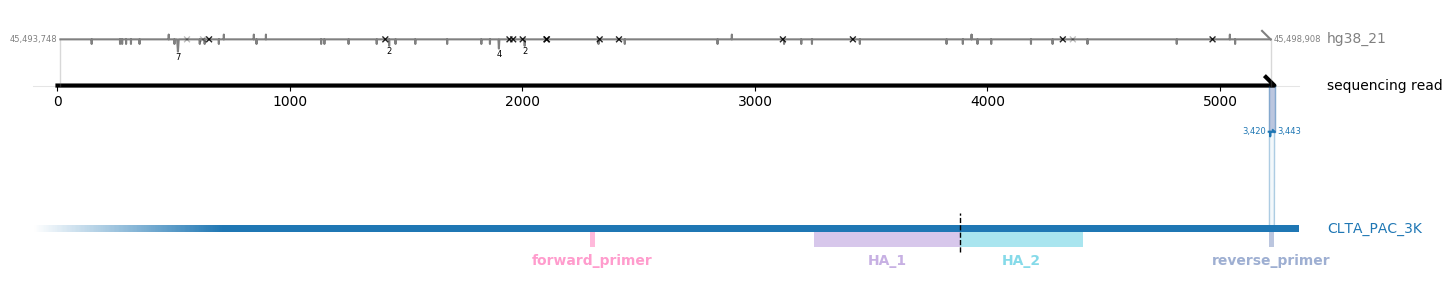 45,493,748 45,498,908 hg38_21
7 2 4 2
sequencing read
0 1000 2000 3000 4000 5000
3,420 3,443
CLTA_PAC_3K
forward_primer HA_1 HA_2 reverse_primer